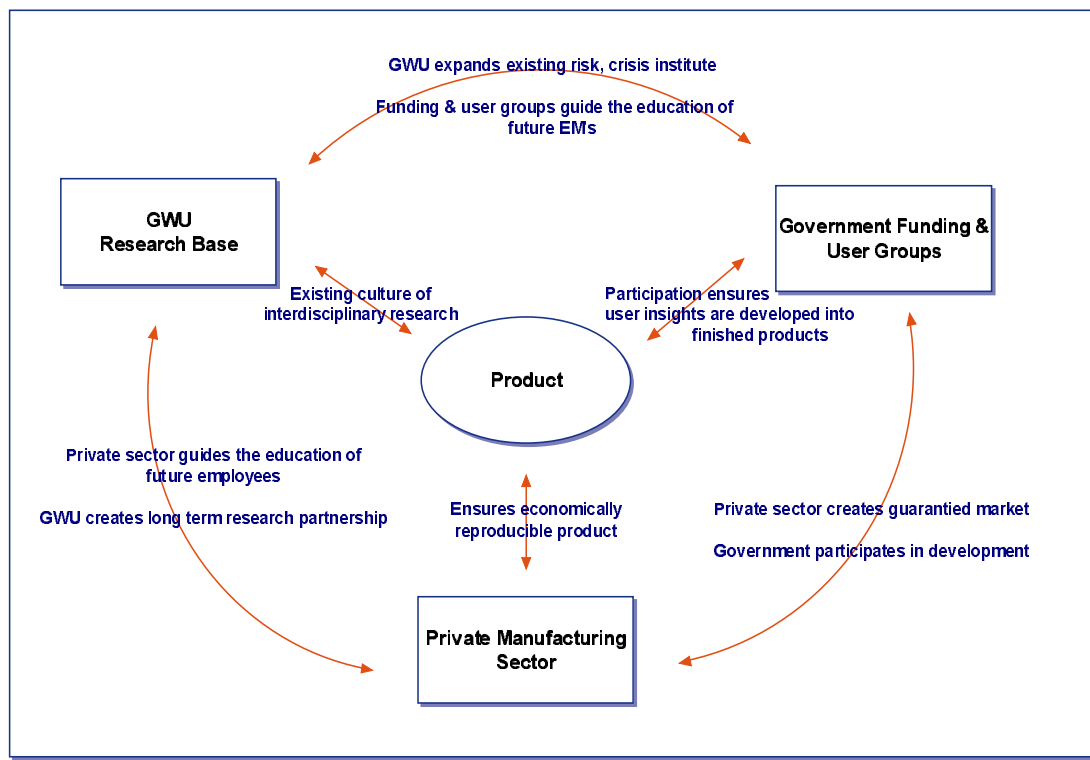 GWU expands existing risk, crisis institute
Funding & user groups guide the education of
future EM's
GWU
Research Base
Government Funding &
User Groups
Existing culture of
interdisciplinary research
Participation ensures
user insights are developed into
finished products
Product
Private sector guides the education of
future employees
GWU creates long term research partnership
Ensures economically
reproducible product
Private sector creates guarantied market
Government participates in development
Private Manufacturing
Sector